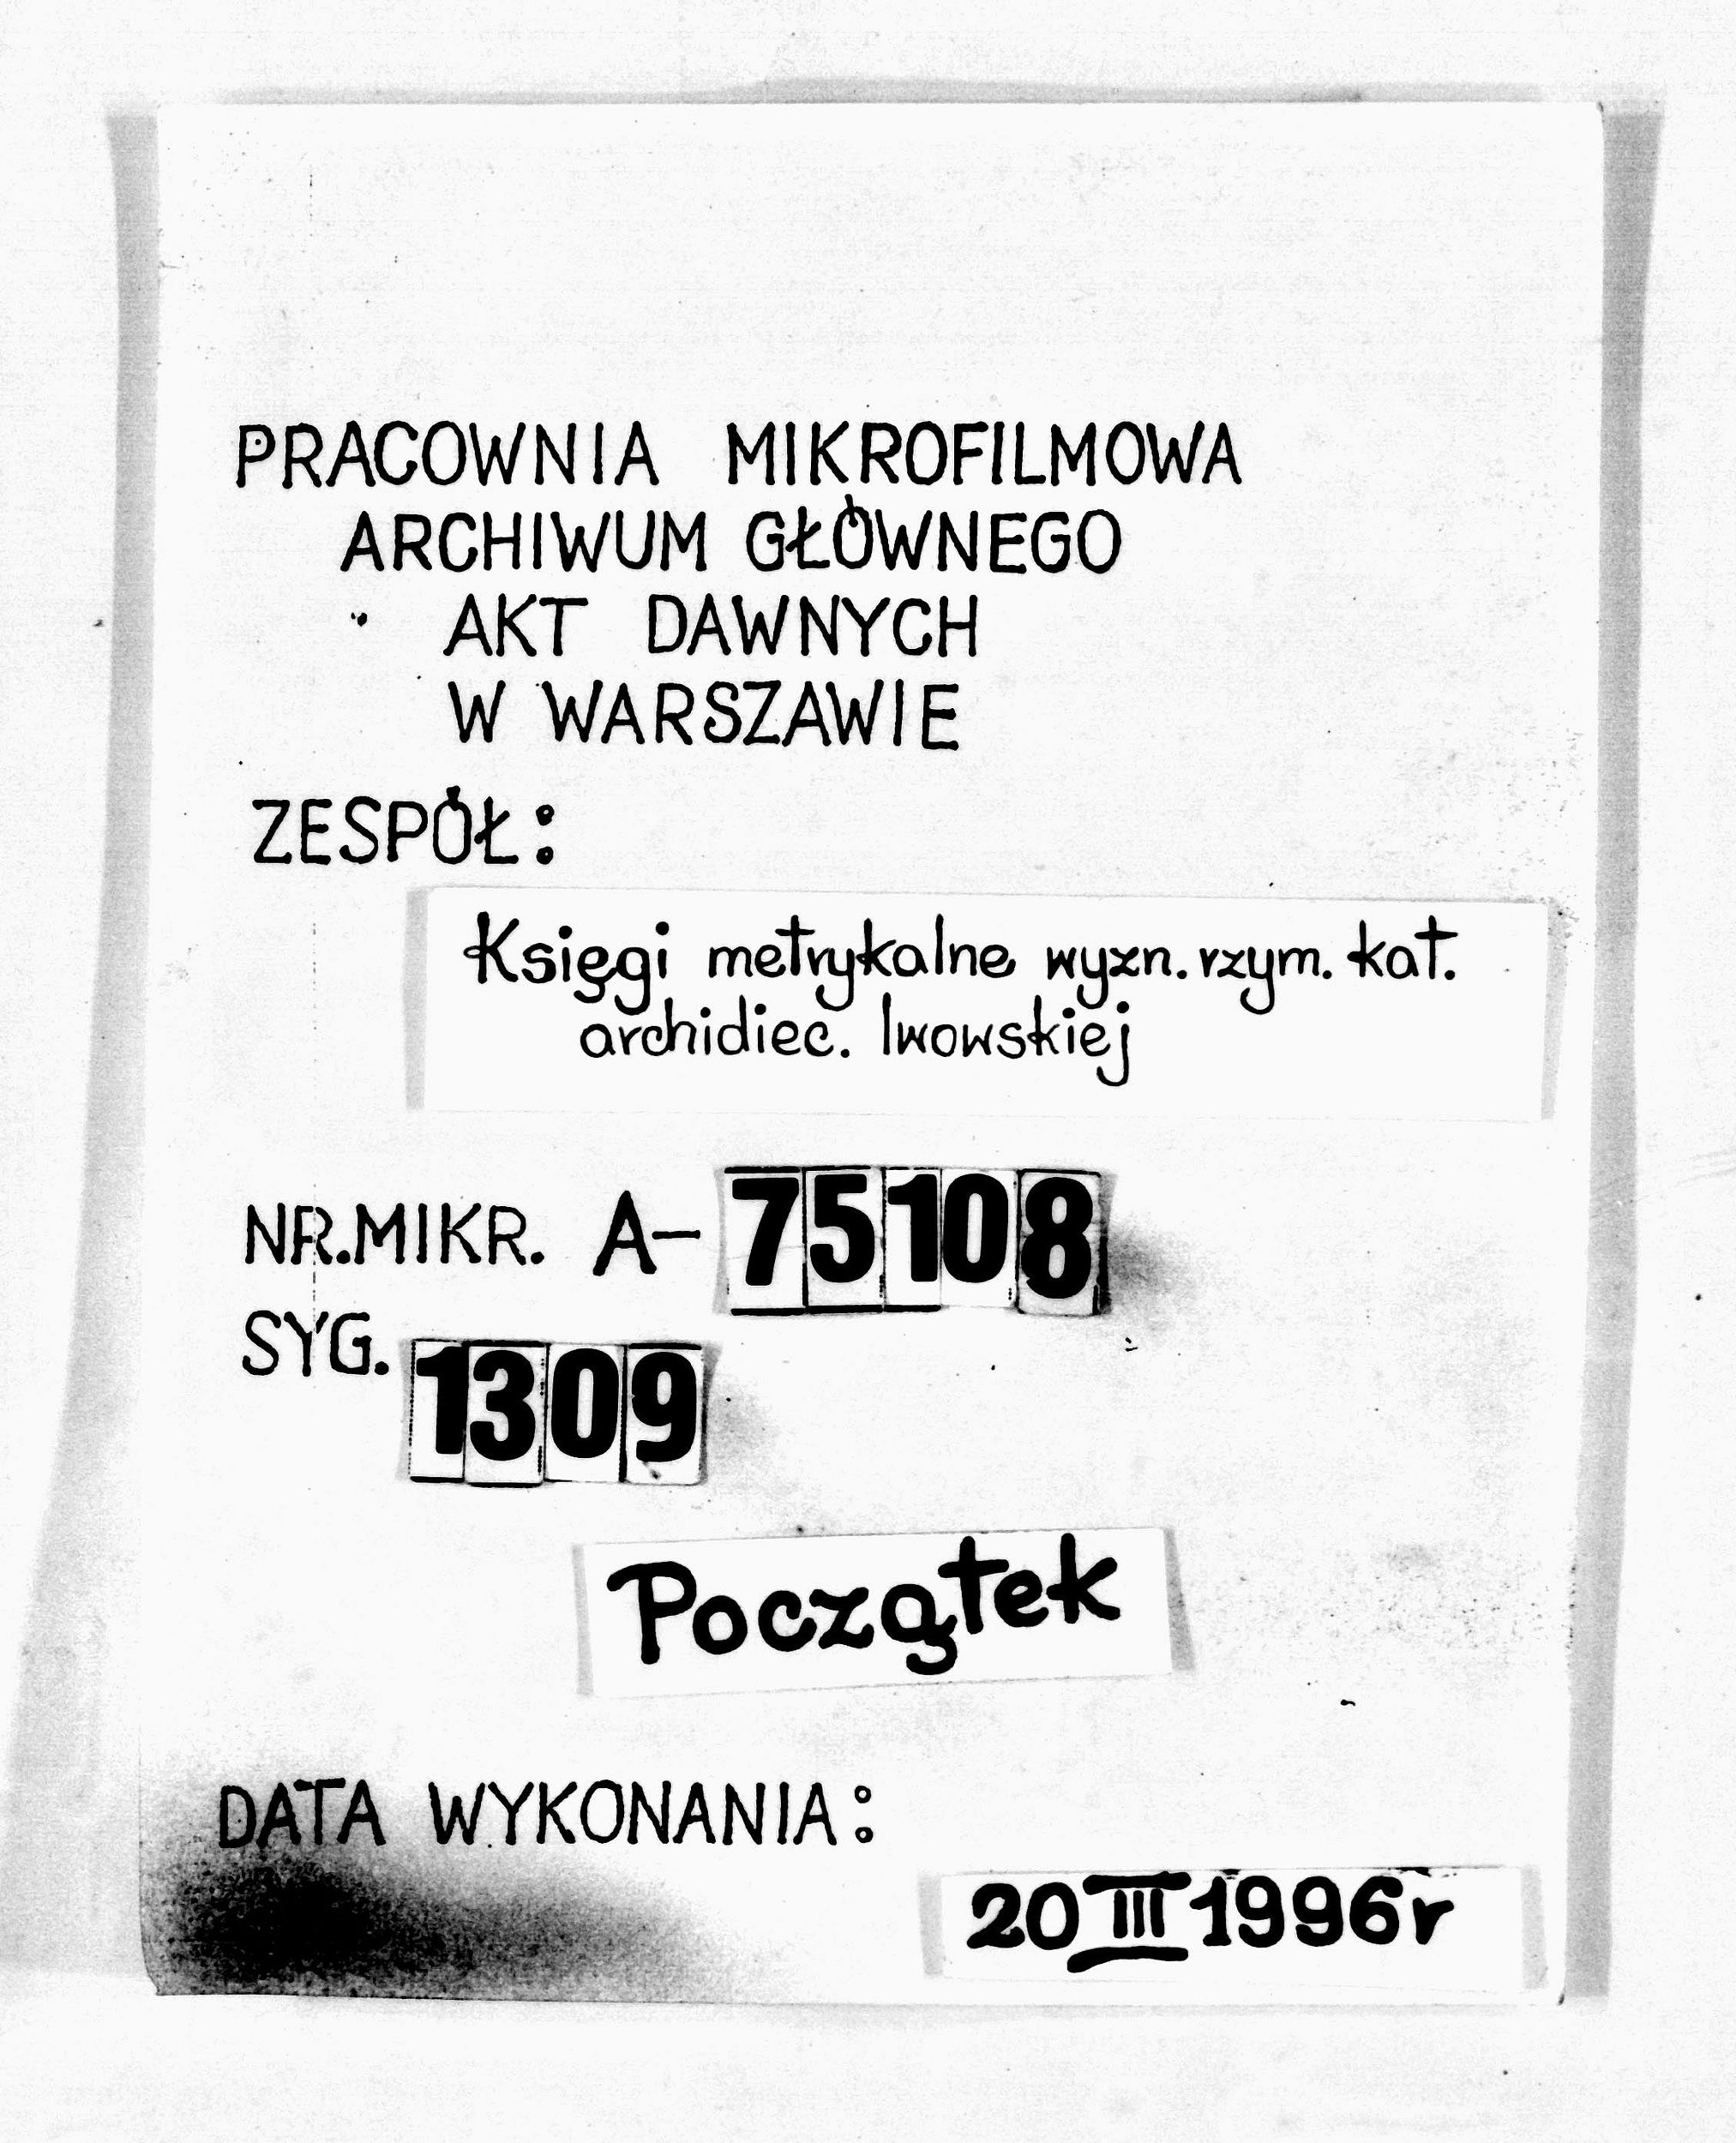 PRACOWNIA MIKROFILMOWA
ARCHIWUM GŁÓWNEGO
AKT DAWNYCH
W WARSZAWIE
ZESPÓŁ:
Księgi metrykalne wyzn. rzym. kat.
archidiec. lwowskiej
NR.MIKR. A- 75108
SYG. 1309
Początek
DATA WYKONANIA:
20 III 1996r